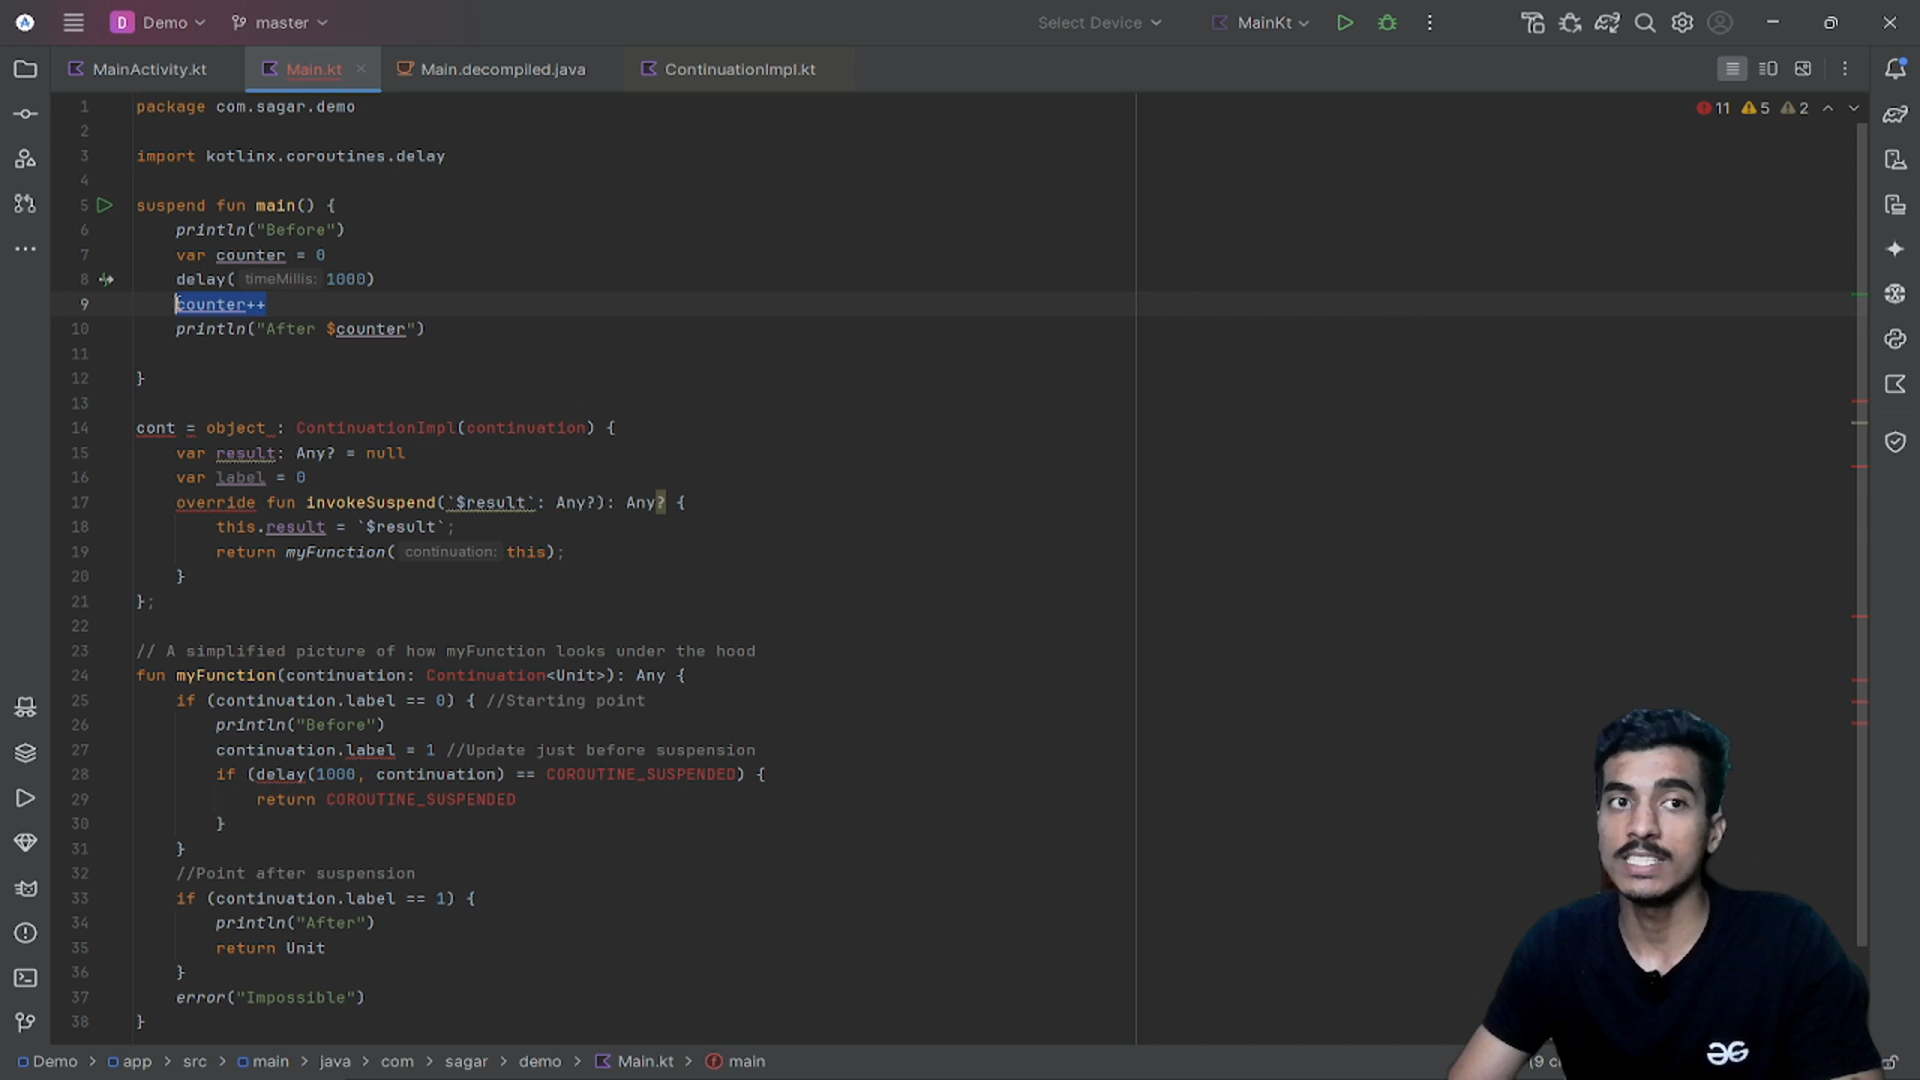 D Demo master Select Device MainKt
MainActivity.kt Main.kt Main.decompiled.java ContinuationImpl.kt
11 5 2
1 package com.sagar.demo
2
3 import kotlinx.coroutines.delay
4
5 suspend fun main() {
6 println("Before")
7 var counter = 0
8 delay( timeMillis: 1000)
9 counter++
10 println("After $counter")
11
12 }
13
14 cont = object : ContinuationImpl(continuation) {
15 var result: Any? = null
16 var label = 0
17 override fun invokeSuspend(`$result`: Any?): Any? {
18 this.result = `$result`;
19 return myFunction( continuation: this);
20 }
21 };
22
23 // A simplified picture of how myFunction looks under the hood
24 fun myFunction(continuation: Continuation<Unit>): Any {
25 if (continuation.label == 0) { //Starting point
26 println("Before")
27 continuation.label = 1 //Update just before suspension
28 if (delay(1000, continuation) == COROUTINE_SUSPENDED) {
29 return COROUTINE_SUSPENDED
30 }
31 }
32 //Point after suspension
33 if (continuation.label == 1) {
34 println("After")
35 return Unit
36 }
37 error("Impossible")
38 }
Demo > app > src > main > java > com > sagar > demo > Main.kt > main